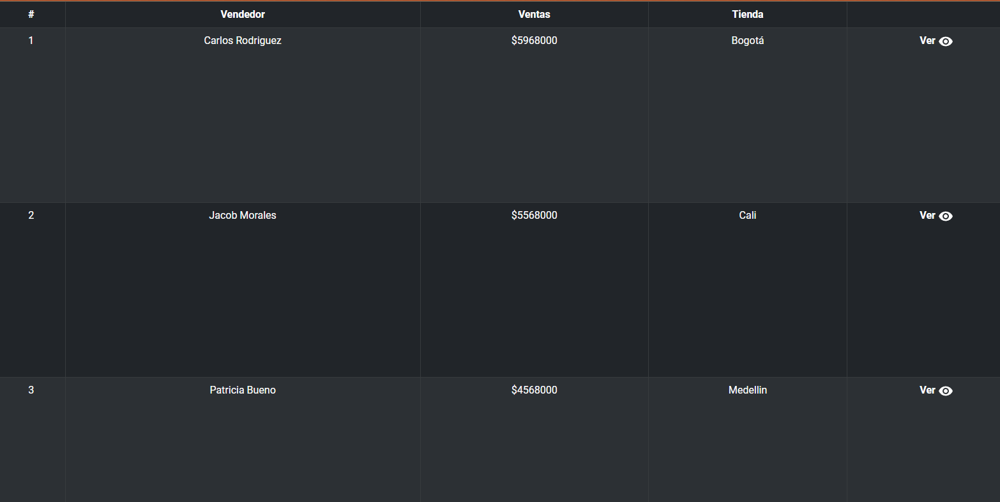 # Vendedor Ventas Tienda
1 Carlos Rodriguez $5968000 Bogotá Ver
2 Jacob Morales $5568000 Cali Ver
3 Patricia Bueno $4568000 Medellin Ver